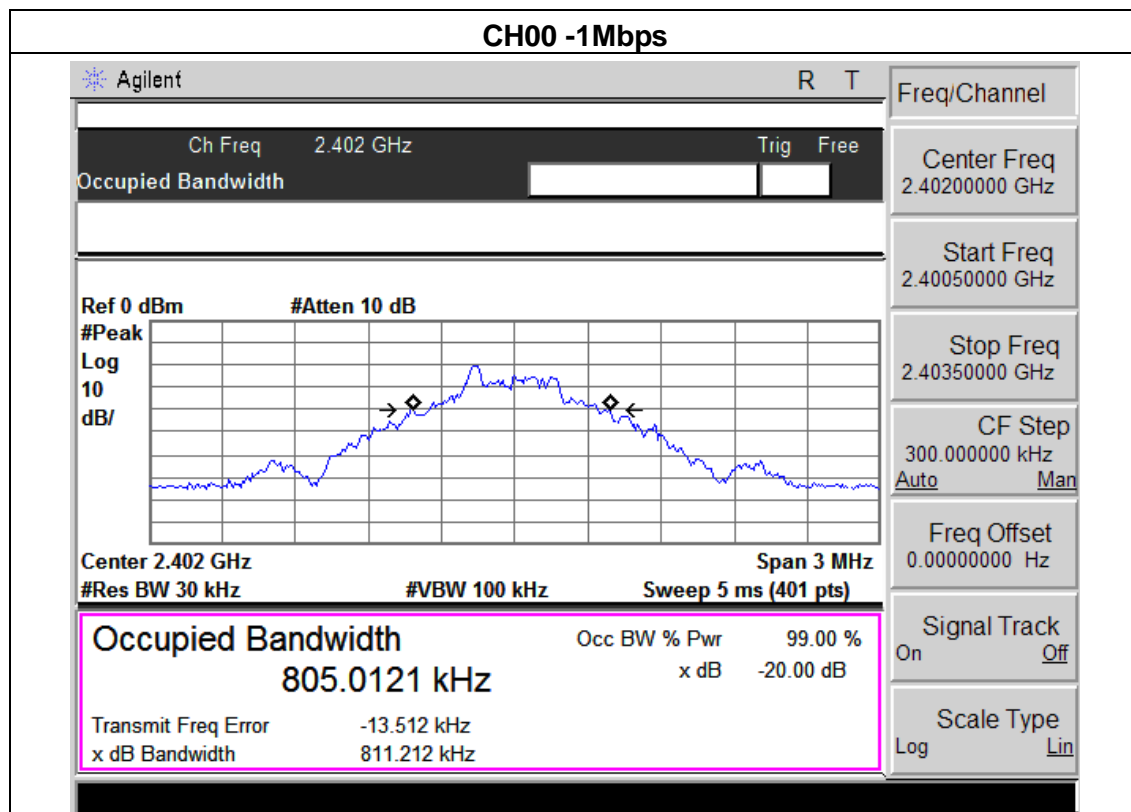 CH00 -1Mbps
Agilent R T
Ch Freq 2.402 GHz Trig Free
Occupied Bandwidth
Ref 0 dBm #Atten 10 dB
#Peak
Log
10
dB/
Center 2.402 GHz Span 3 MHz
#Res BW 30 kHz #VBW 100 kHz Sweep 5 ms (401 pts)
Occupied Bandwidth Occ BW % Pwr 99.00 %
805.0121 kHz x dB -20.00 dB
Transmit Freq Error -13.512 kHz
x dB Bandwidth 811.212 kHz
Freq/Channel
Center Freq
2.40200000 GHz
Start Freq
2.40050000 GHz
Stop Freq
2.40350000 GHz
CF Step
300.000000 kHz
Auto Man
Freq Offset
0.00000000 Hz
Signal Track
On Off
Scale Type
Log Lin